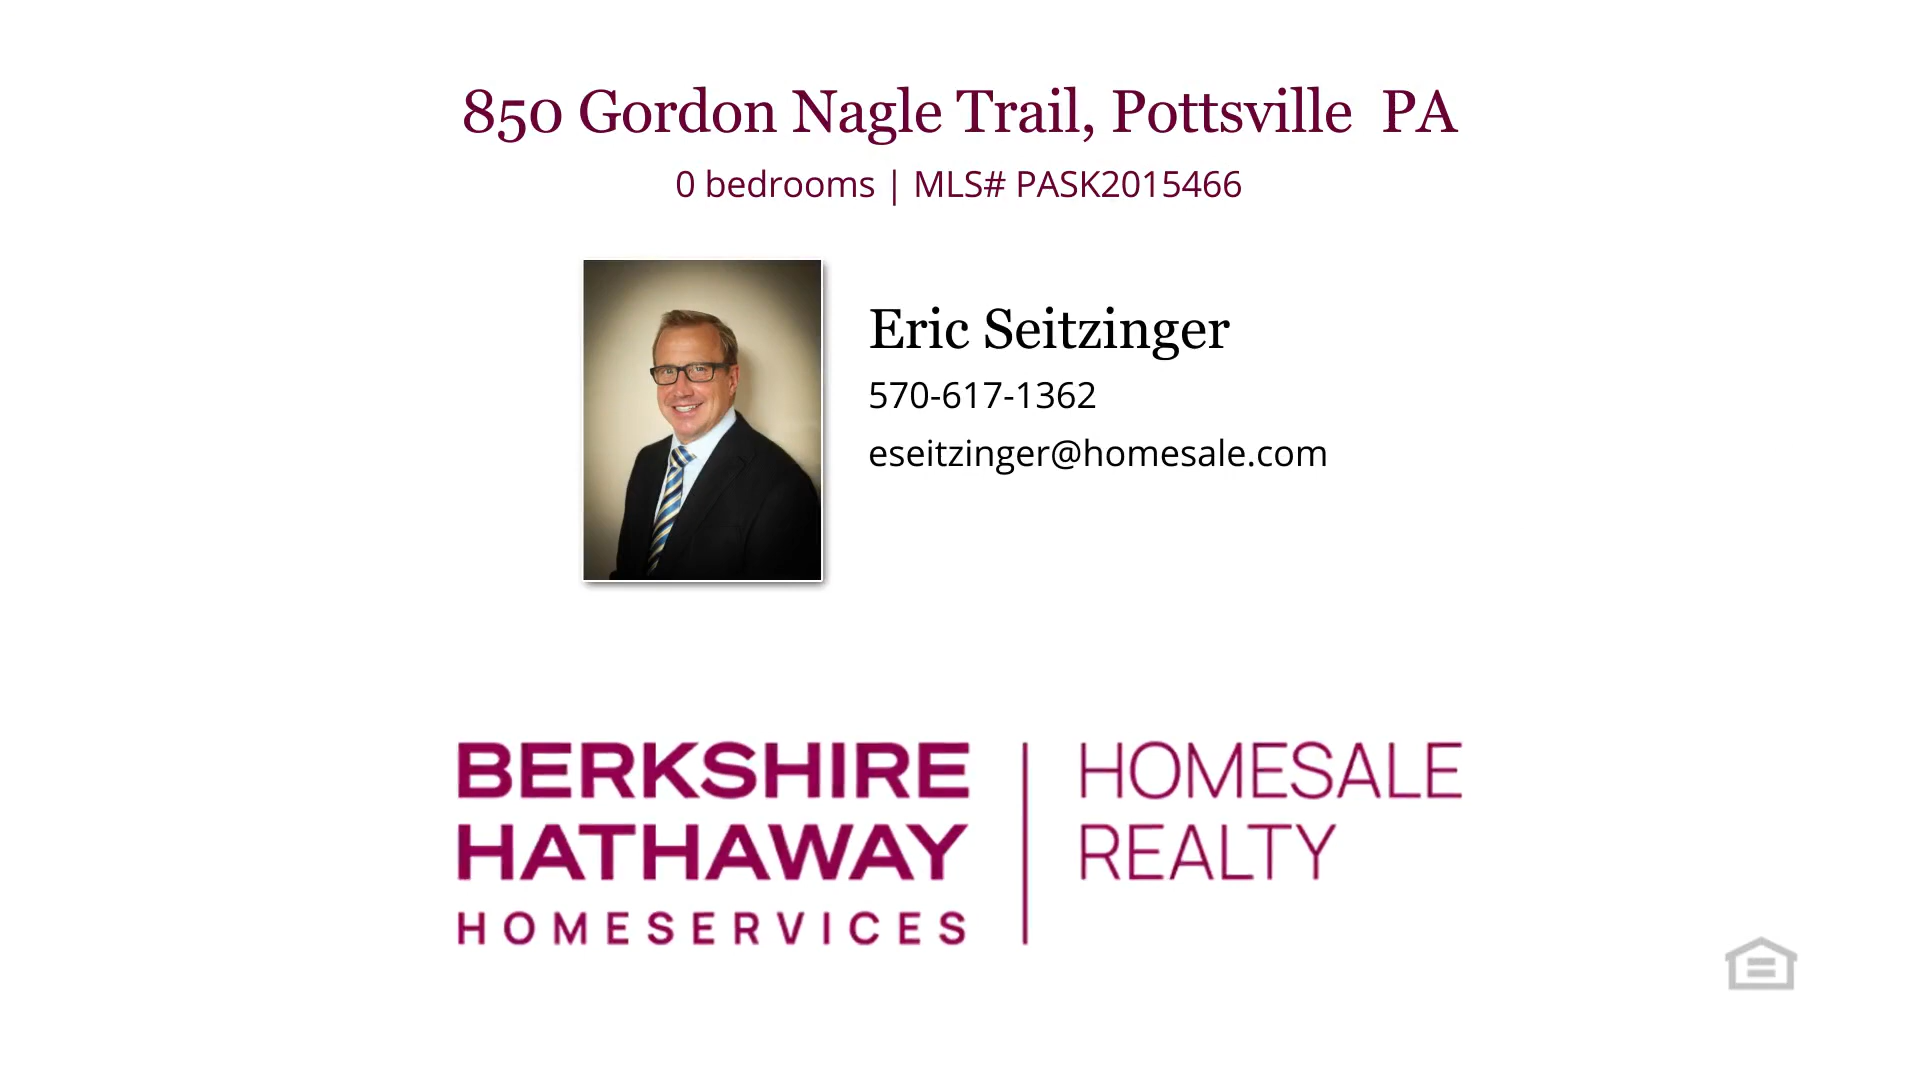 850 Gordon Nagle Trail, Pottsville  PA
0 bedrooms | MLS# PASK2015466
Eric Seitzinger
570-617-1362
eseitzinger@homesale.com
BERKSHIRE
HATHAWAY
HOMESERVICES
HOMESALE
REALTY